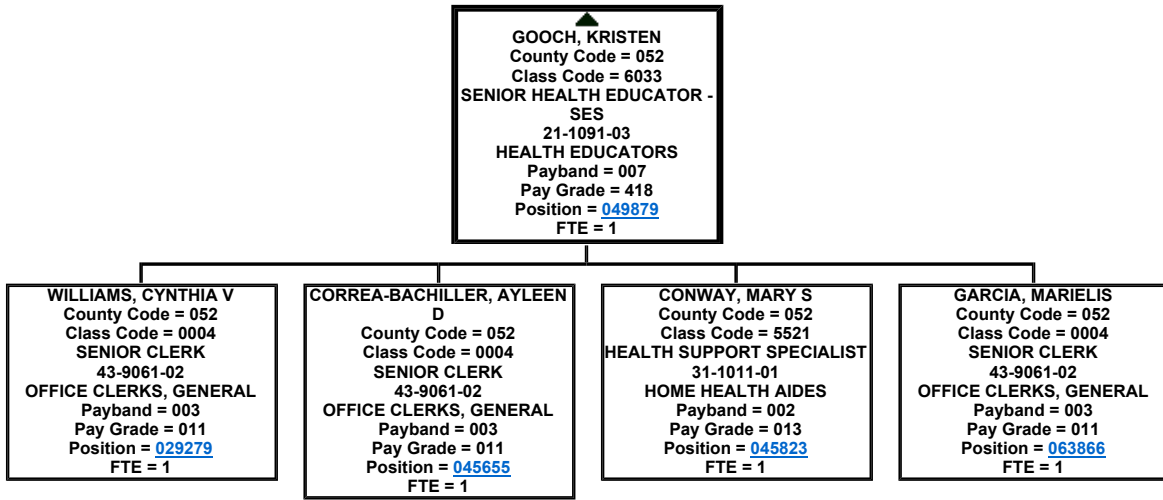 GOOCH, KRISTEN
County Code = 052
Class Code = 6033
SENIOR HEALTH EDUCATOR -
SES
21-1091-03
HEALTH EDUCATORS
Payband = 007
Pay Grade = 418
Position = 049879
FTE = 1
WILLIAMS, CYNTHIA V
County Code = 052
Class Code = 0004
SENIOR CLERK
43-9061-02
OFFICE CLERKS, GENERAL
Payband = 003
Pay Grade = 011
Position = 029279
FTE = 1
CORREA-BACHILLER, AYLEEN
D
County Code = 052
Class Code = 0004
SENIOR CLERK
43-9061-02
OFFICE CLERKS, GENERAL
Payband = 003
Pay Grade = 011
Position = 045655
FTE = 1
CONWAY, MARY S
County Code = 052
Class Code = 5521
HEALTH SUPPORT SPECIALIST
31-1011-01
HOME HEALTH AIDES
Payband = 002
Pay Grade = 013
Position = 045823
FTE = 1
GARCIA, MARIELIS
County Code = 052
Class Code = 0004
SENIOR CLERK
43-9061-02
OFFICE CLERKS, GENERAL
Payband = 003
Pay Grade = 011
Position = 063866
FTE = 1